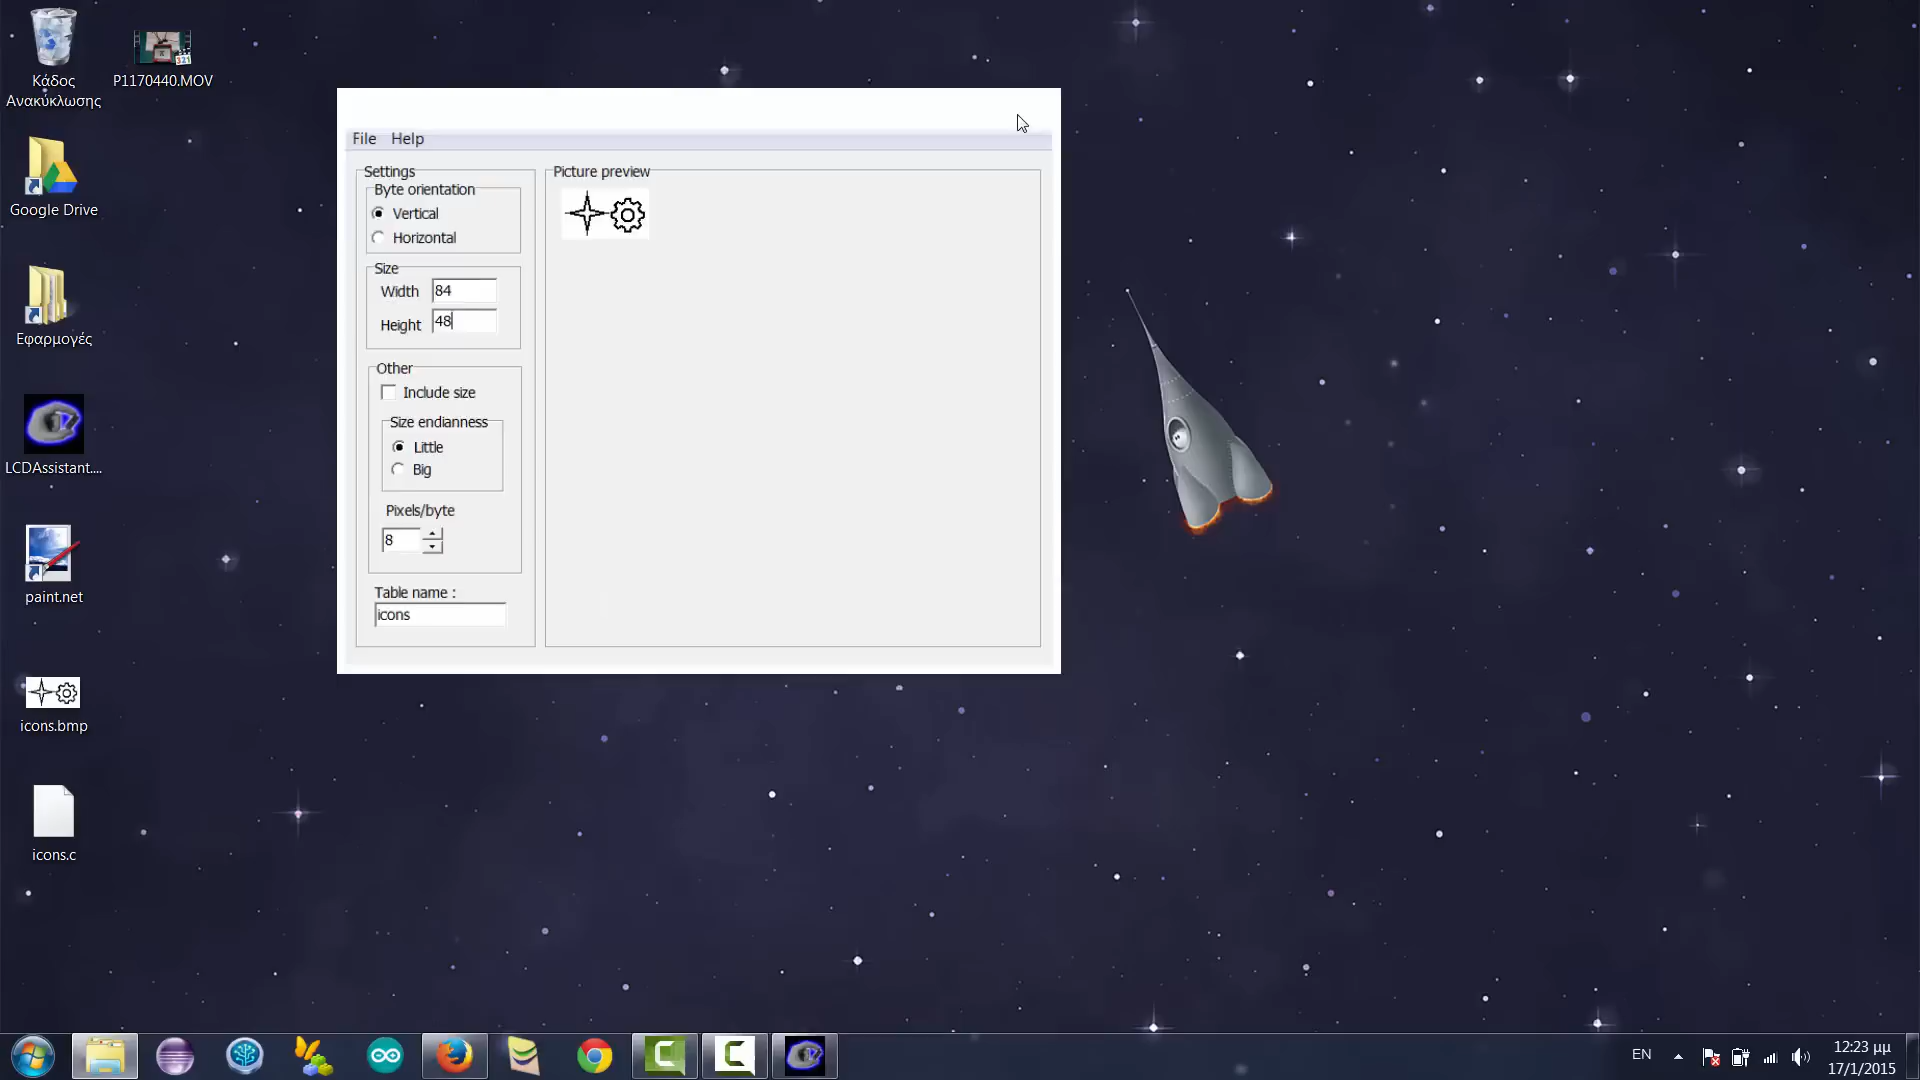 Κάδος
Ανακύκλωσης
P1170440.MOV
Google Drive
Εφαρμογές
LCDAssistant....
paint.net
icons.bmp
icons.c
File Help
Settings
Byte orientation
Vertical
Horizontal
Size
Width 84
Height 48
Other
Include size
Size endianness
Little
Big
Pixels/byte
8
Table name :
icons
Picture preview
EN
12:23 μμ
17/1/2015